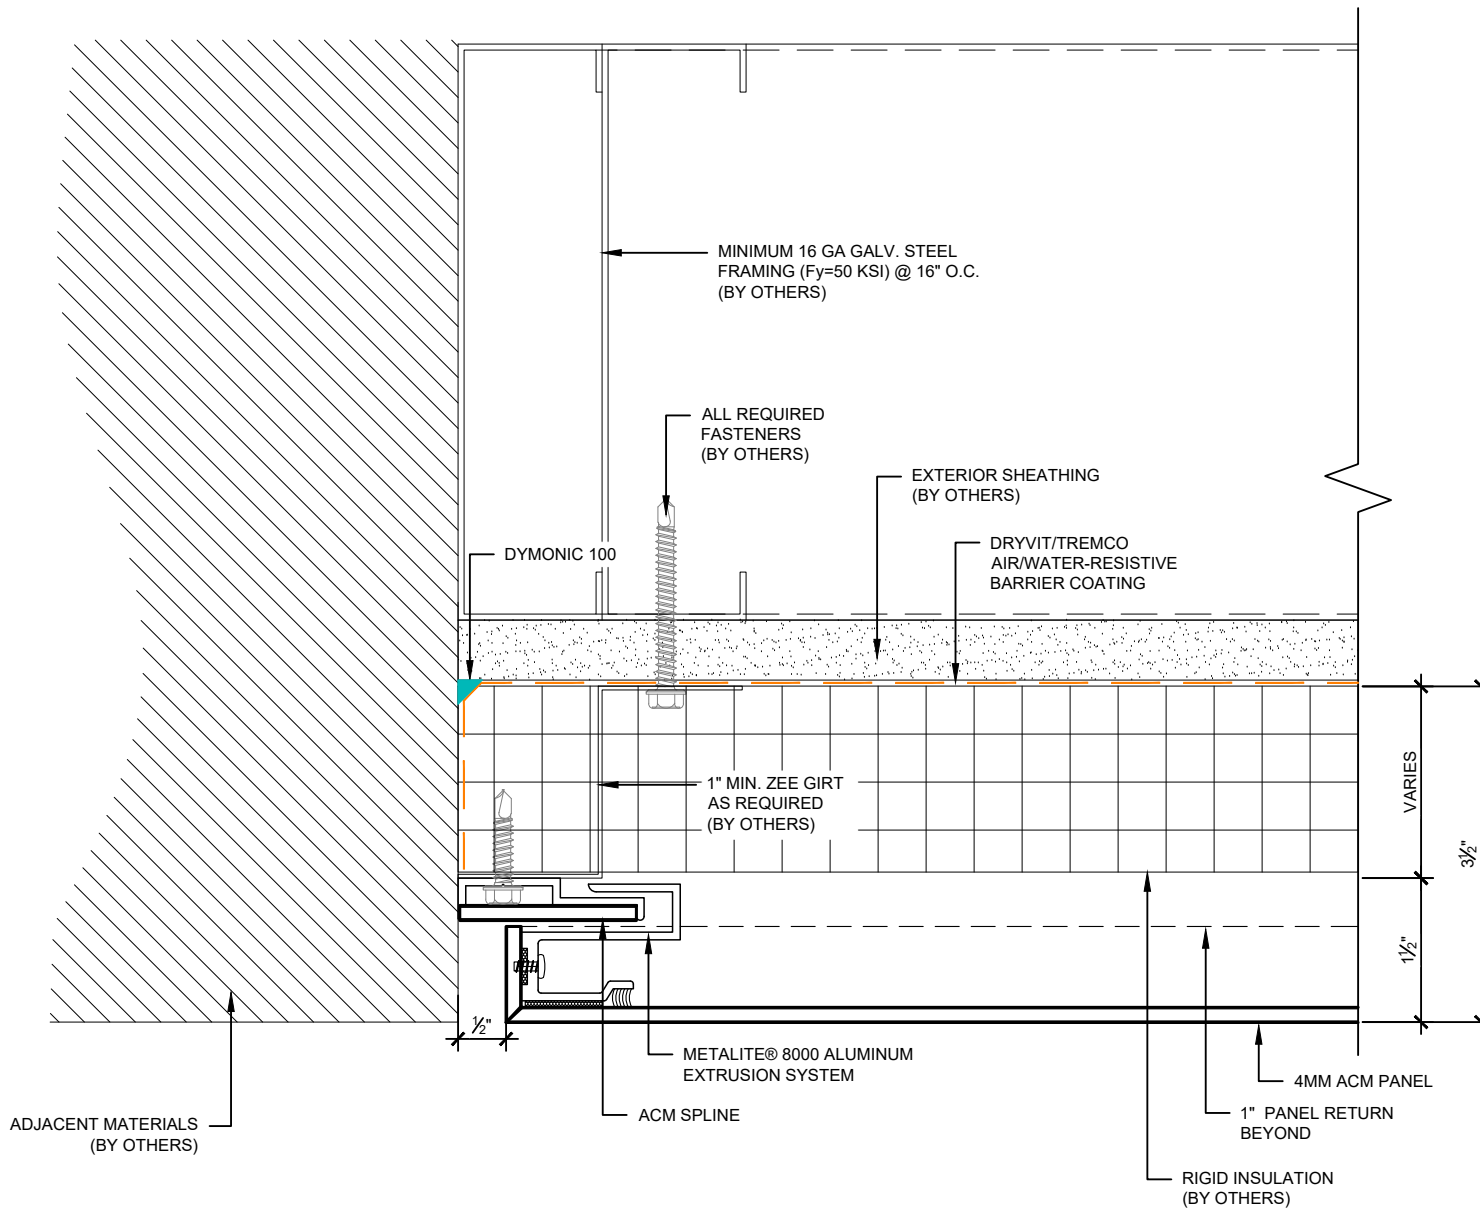 MINIMUM 16 GA GALV. STEEL
FRAMING (Fy=50 KSI) @ 16" O.C.
(BY OTHERS)
ALL REQUIRED
FASTENERS
(BY OTHERS)
EXTERIOR SHEATHING
(BY OTHERS)
DYMONIC 100
DRYVIT/TREMCO
AIR/WATER-RESISTIVE
BARRIER COATING
1" MIN. ZEE GIRT
AS REQUIRED
(BY OTHERS)
VARIES
3½"
1½"
½"
METALITE® 8000 ALUMINUM
EXTRUSION SYSTEM
ACM SPLINE
4MM ACM PANEL
1" PANEL RETURN
BEYOND
ADJACENT MATERIALS
(BY OTHERS)
RIGID INSULATION
(BY OTHERS)